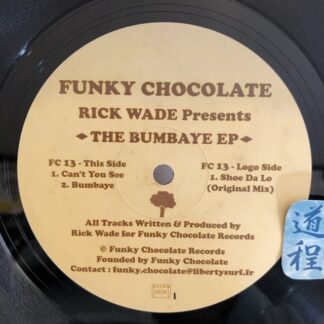 FUNKY CHOCOLATE
RICK WADE Presents
THE BUMBAYE EP
FC 13 - This Side
1. Can't You See
2. Bumbaye
FC 13 - Logo Side
1. Shoe Da Lo
(Original Mix)
All Tracks Written & Produced by
Rick Wade for Funky Chocolate Records
© Funky Chocolate Records
Founded by Funky Chocolate
Contact : funky.chocolate@libertysurf.fr
道程